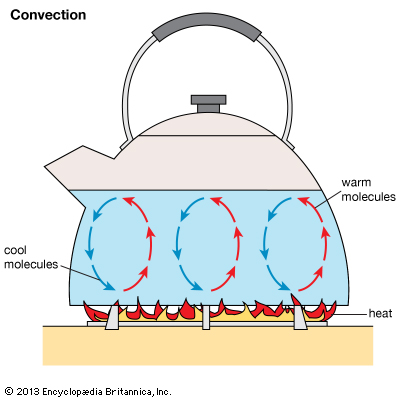 Convection
warm
molecules
cool
molecules
heat
© 2013 Encyclopædia Britannica, Inc.